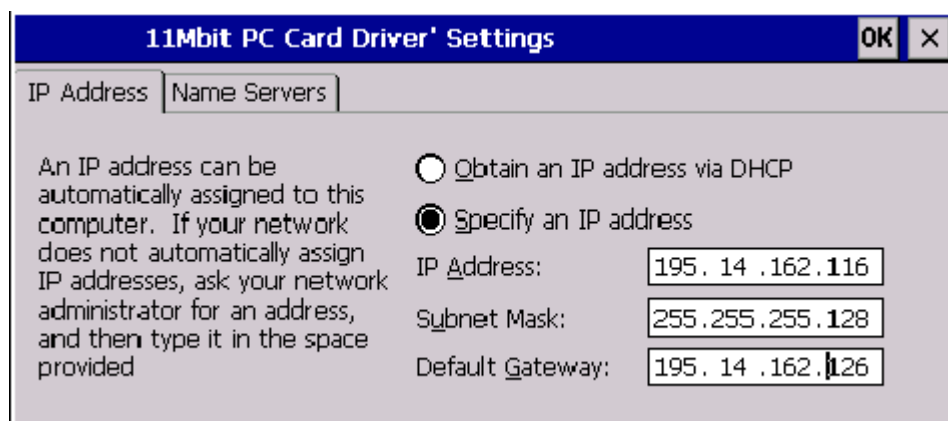 11Mbit PC Card Driver' Settings OK ×
IP Address Name Servers
An IP address can be
automatically assigned to this
computer. If your network
does not automatically assign
IP addresses, ask your network
administrator for an address,
and then type it in the space
provided
Obtain an IP address via DHCP
Specify an IP address
IP Address: 195. 14 .162.116
Subnet Mask: 255.255.255.128
Default Gateway: 195. 14 .162.126